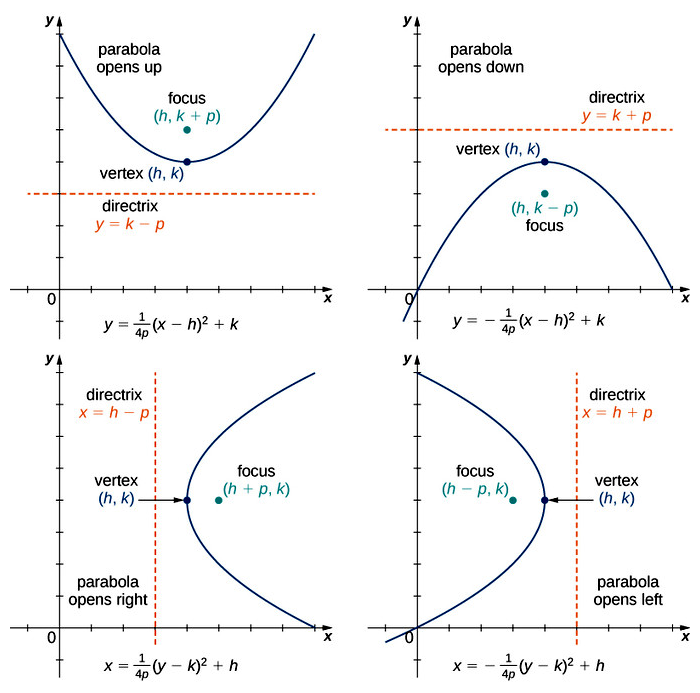 y
parabola
opens up
focus
(h, k + p)
vertex (h, k)
directrix
y = k − p
0
x
y = 1/4p (x − h)² + k
y
parabola
opens down
directrix
y = k + p
vertex (h, k)
(h, k − p)
focus
0
x
y = − 1/4p (x − h)² + k
y
directrix
x = h − p
vertex
(h, k)
focus
(h + p, k)
parabola
opens right
0
x
x = 1/4p (y − k)² + h
y
directrix
x = h + p
focus
(h − p, k)
vertex
(h, k)
parabola
opens left
0
x
x = − 1/4p (y − k)² + h